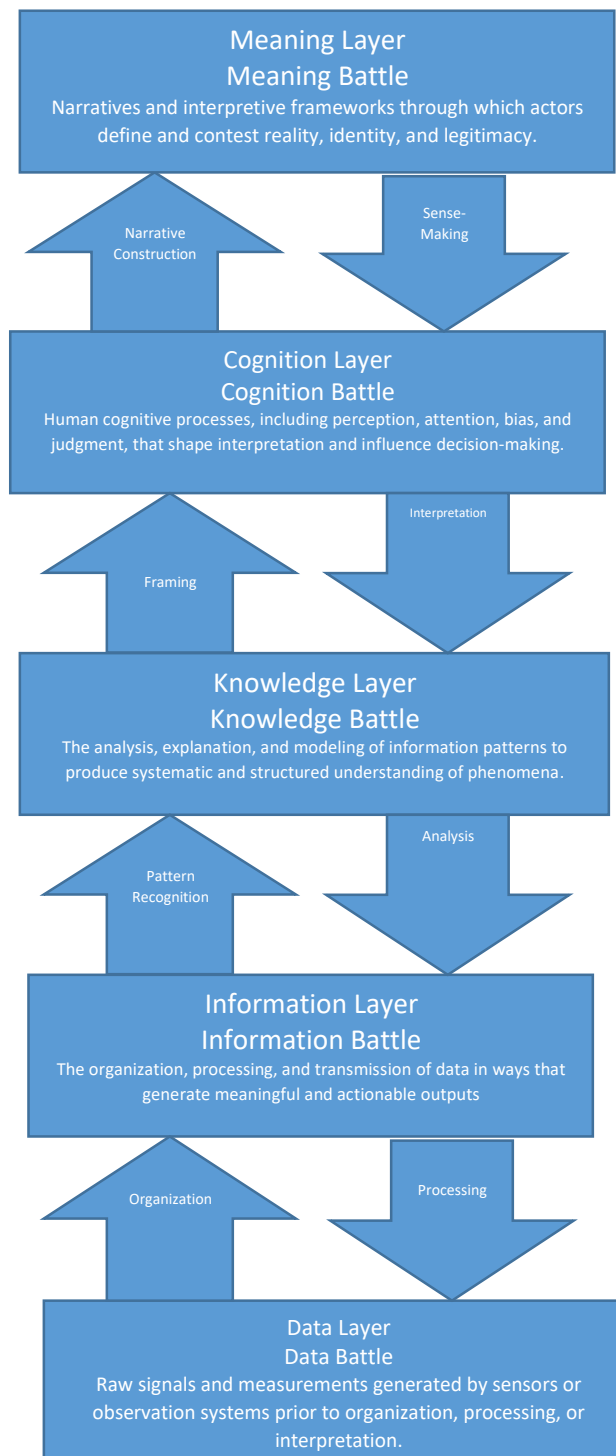 Meaning Layer
Meaning Battle
Narratives and interpretive frameworks through which actors
define and contest reality, identity, and legitimacy.
Narrative
Construction
Sense-
Making
Cognition Layer
Cognition Battle
Human cognitive processes, including perception, attention, bias, and
judgment, that shape interpretation and influence decision-making.
Framing
Interpretation
Knowledge Layer
Knowledge Battle
The analysis, explanation, and modeling of information patterns to
produce systematic and structured understanding of phenomena.
Pattern
Recognition
Analysis
Information Layer
Information Battle
The organization, processing, and transmission of data in ways that
generate meaningful and actionable outputs
Organization
Processing
Data Layer
Data Battle
Raw signals and measurements generated by sensors or
observation systems prior to organization, processing, or
interpretation.